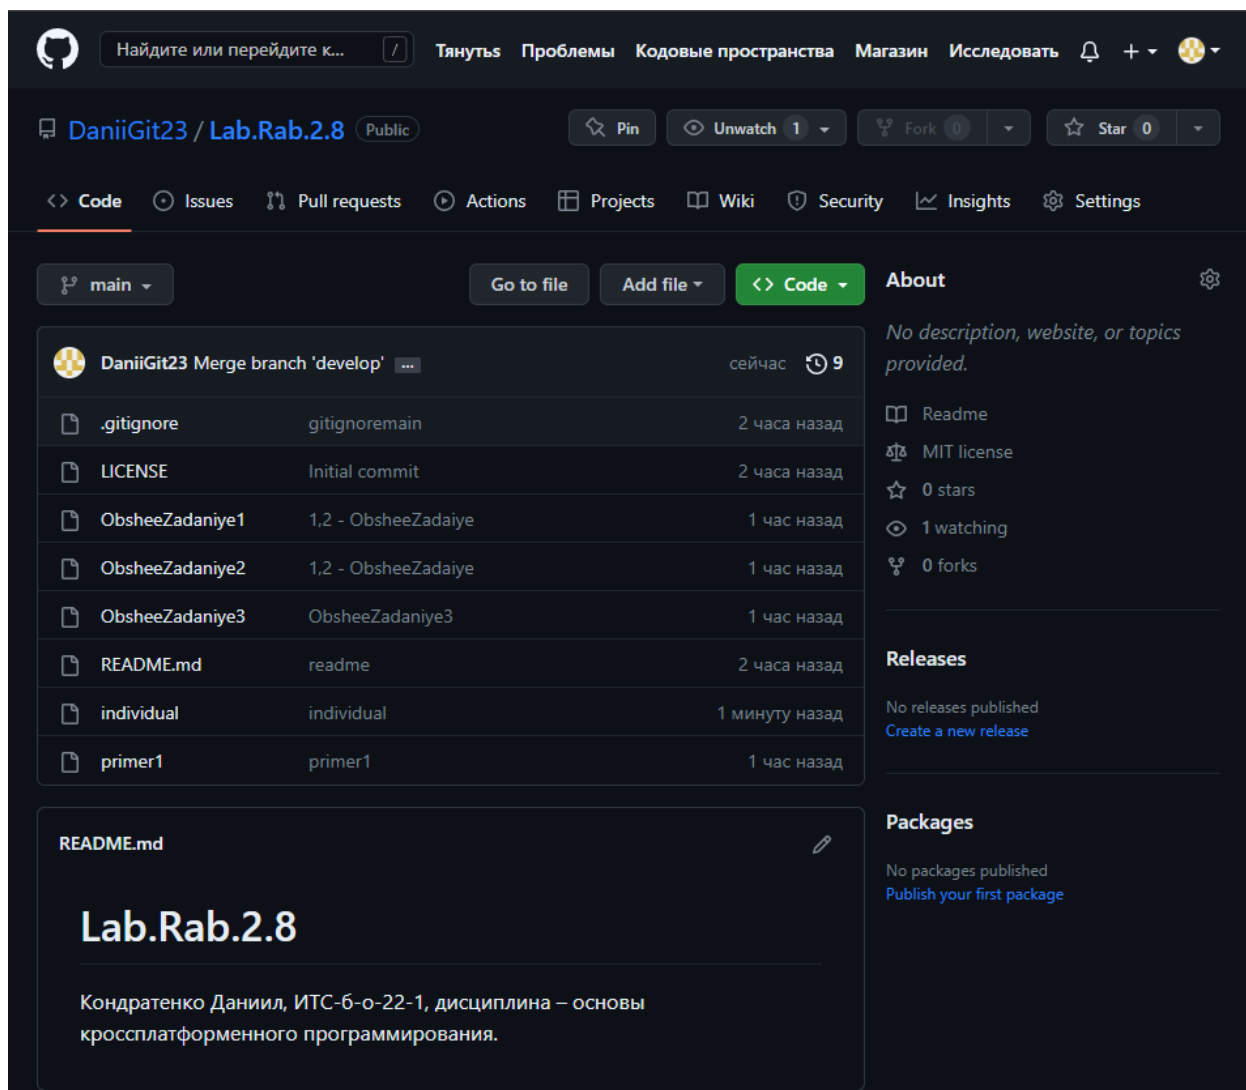 Найдите или перейдите к... / Тянутьs Проблемы Кодовые пространства Магазин Исследовать
DaniiGit23 / Lab.Rab.2.8 Public Pin Unwatch 1 Fork 0 Star 0
Code Issues Pull requests Actions Projects Wiki Security Insights Settings
main Go to file Add file Code
DaniiGit23 Merge branch 'develop' ... сейчас 9
.gitignore gitignoremain 2 часа назад
LICENSE Initial commit 2 часа назад
ObsheeZadaniye1 1,2 - ObsheeZadaiye 1 час назад
ObsheeZadaniye2 1,2 - ObsheeZadaiye 1 час назад
ObsheeZadaniye3 ObsheeZadaniye3 1 час назад
README.md readme 2 часа назад
individual individual 1 минуту назад
primer1 primer1 1 час назад
README.md
Lab.Rab.2.8
Кондратенко Даниил, ИТС-б-о-22-1, дисциплина – основы
кроссплатформенного программирования.
About
No description, website, or topics
provided.
Readme
MIT license
0 stars
1 watching
0 forks
Releases
No releases published
Create a new release
Packages
No packages published
Publish your first package